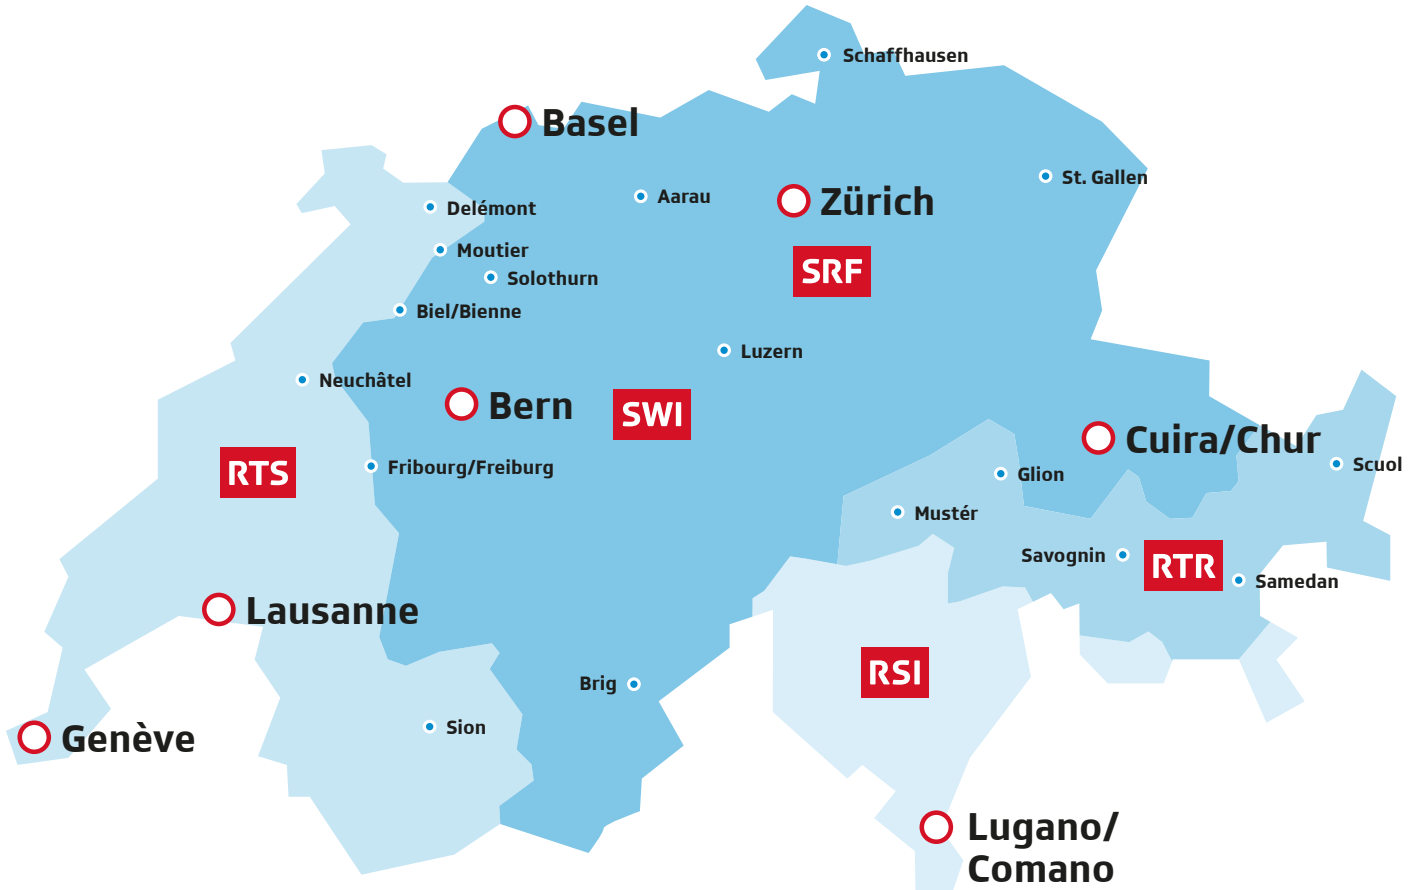 Schaffhausen
Basel
St. Gallen
Aarau
Zürich
Delémont
Moutier
SRF
Solothurn
Biel/Bienne
Luzern
Neuchâtel
Bern
SWI
Cuira/Chur
Scuol
RTS
Fribourg/Freiburg
Glion
Mustér
Savognin
RTR
Samedan
Lausanne
RSI
Brig
Sion
Genève
Lugano/
Comano